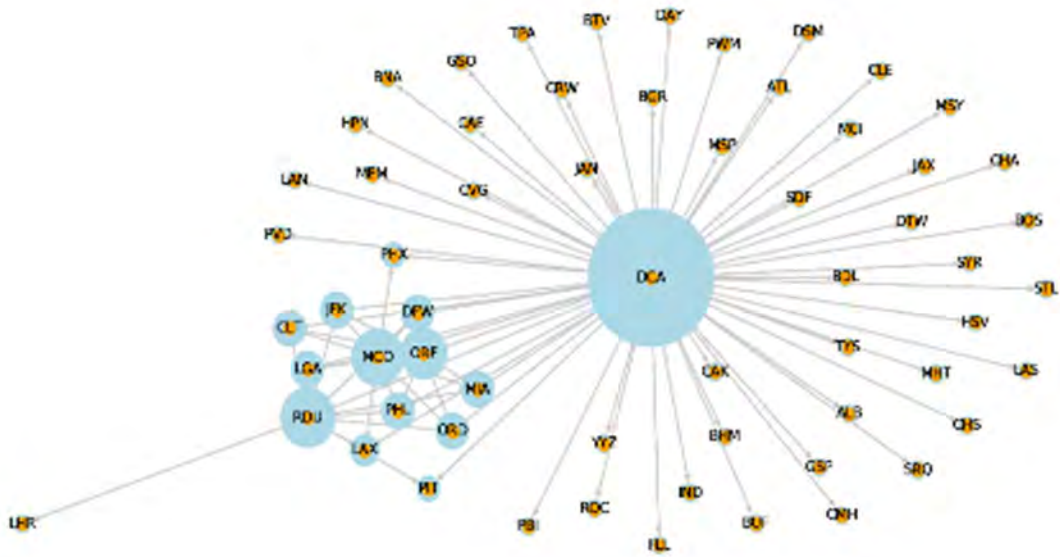 DAY
BTV
TPA
DSM
PWM
GSO
CLE
BNA
CRW
ATL
BGR
MSY
HPN
CAE
MCI
MSP
CHA
JAN
JAX
MEM
LAN
CVG
SDF
DTW
BOS
PVD
PHX
SYR
DCA
BDL
STL
JFK
DFW
HSV
CLT
TYS
MCO
ORF
LGA
CAK
MHT
LAS
MIA
PHL
ALB
RDU
CHS
ORD
BHM
YYZ
LAX
GSP
SRQ
PIT
IND
ROC
CMH
LHR
PBI
BUF
FLL